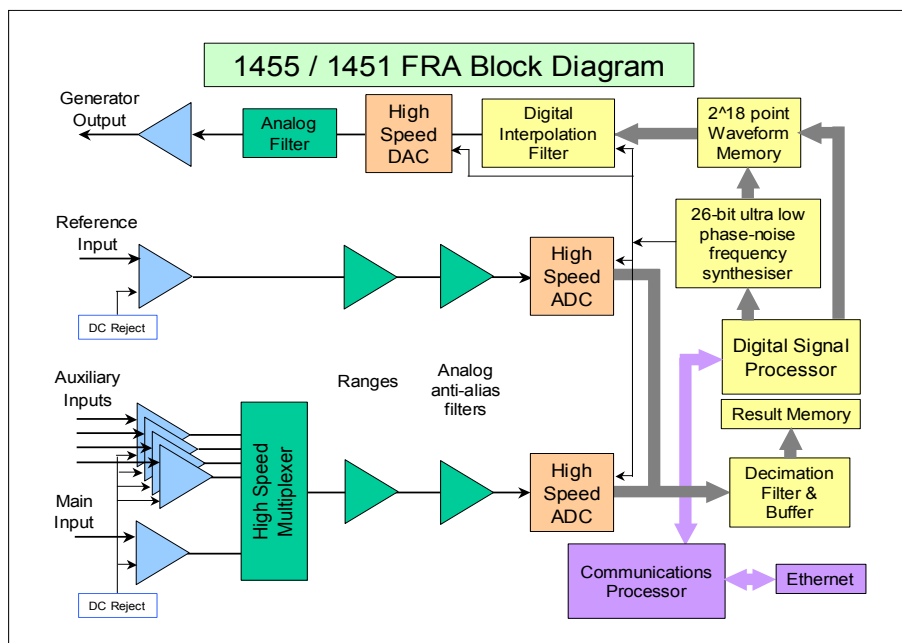 1455 / 1451 FRA Block Diagram
Generator
Output
Analog
Filter
High
Speed
DAC
Digital
Interpolation
Filter
2^18 point
Waveform
Memory
Reference
Input
DC Reject
High
Speed
ADC
26-bit ultra low
phase-noise
frequency
synthesiser
Digital Signal
Processor
Auxiliary
Inputs
Ranges
Analog
anti-alias
filters
Result Memory
High Speed
Multiplexer
High
Speed
ADC
Decimation
Filter &
Buffer
Main
Input
DC Reject
Communications
Processor
Ethernet